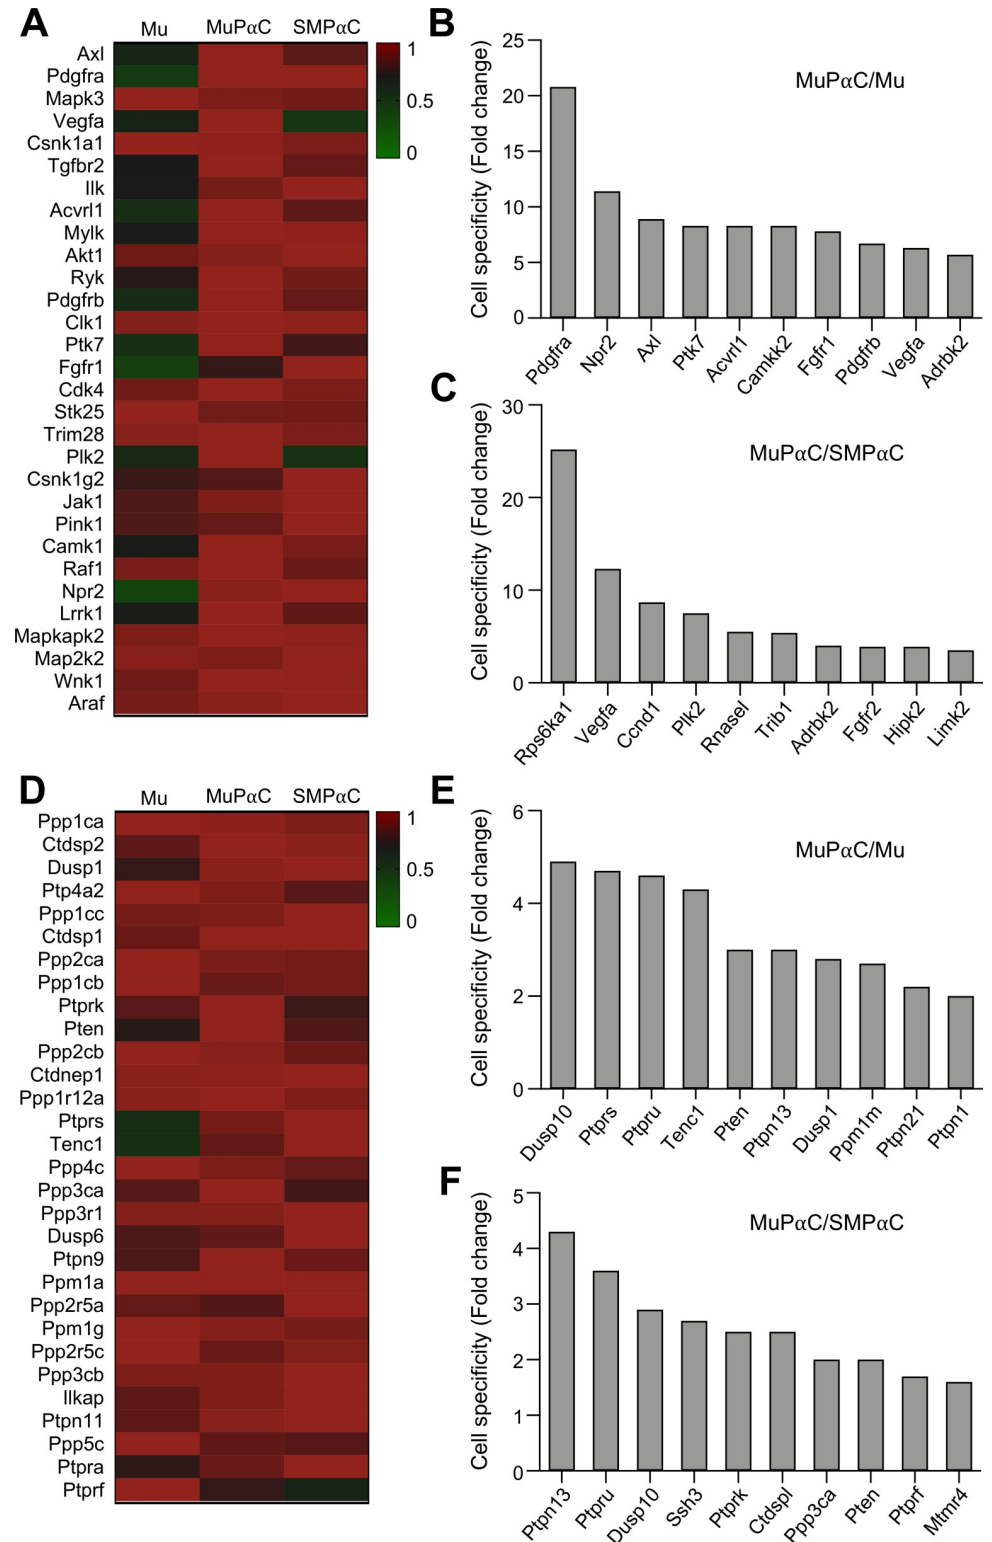 A
Mu MuPαC SMPαC
Axl
Pdgfra
Mapk3
Vegfa
Csnk1a1
Tgfbr2
Ilk
Acvrl1
Mylk
Akt1
Ryk
Pdgfrb
Clk1
Ptk7
Fgfr1
Cdk4
Stk25
Trim28
Plk2
Csnk1g2
Jak1
Pink1
Camk1
Raf1
Npr2
Lrrk1
Mapkapk2
Map2k2
Wnk1
Araf
1
0.5
0
B
MuPαC/Mu
Cell specificity (Fold change)
25
20
15
10
5
0
Pdgfra
Npr2
Axl
Ptk7
Acvrl1
Camkk2
Fgfr1
Pdgfrb
Vegfa
Adrbk2
C
MuPαC/SMPαC
Cell specificity (Fold change)
30
20
10
0
Rps6ka1
Vegfa
Ccnd1
Plk2
Rnasel
Trib1
Adrbk2
Fgfr2
Hipk2
Limk2
D
Mu MuPαC SMPαC
Ppp1ca
Ctdsp2
Dusp1
Ptp4a2
Ppp1cc
Ctdsp1
Ppp2ca
Ppp1cb
Ptprk
Pten
Ppp2cb
Ctdnep1
Ppp1r12a
Ptprs
Tenc1
Ppp4c
Ppp3ca
Ppp3r1
Dusp6
Ptpn9
Ppm1a
Ppp2r5a
Ppm1g
Ppp2r5c
Ppp3cb
Ilkap
Ptpn11
Ppp5c
Ptpra
Ptprf
1
0.5
0
E
MuPαC/Mu
Cell specificity (Fold change)
6
4
2
0
Dusp10
Ptprs
Ptpru
Tenc1
Pten
Ptpn13
Dusp1
Ppm1m
Ptpn21
Ptpn1
F
MuPαC/SMPαC
Cell specificity (Fold change)
5
4
3
2
1
0
Ptpn13
Ptpru
Dusp10
Ssh3
Ptprk
Ctdspl
Ppp3ca
Pten
Ptprf
Mtmr4